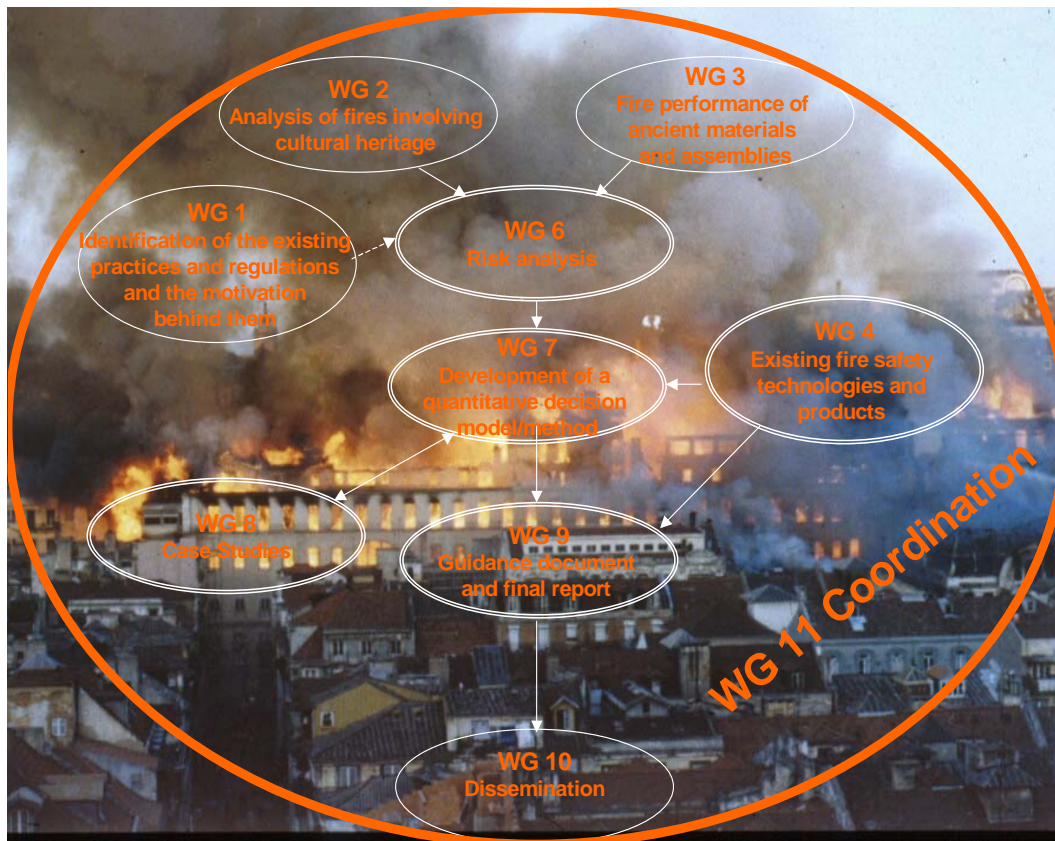 WG 2
Analysis of fires involving
cultural heritage
WG 3
Fire performance of
ancient materials
and assemblies
WG 1
Identification of the existing
practices and regulations
and the motivation
behind them
WG 6
Risk analysis
WG 7
Development of a
quantitative decision
model/method
WG 4
Existing fire safety
technologies and
products
WG 8
Case-Studies
WG 9
Guidance document
and final report
WG 11 Coordination
WG 10
Dissemination